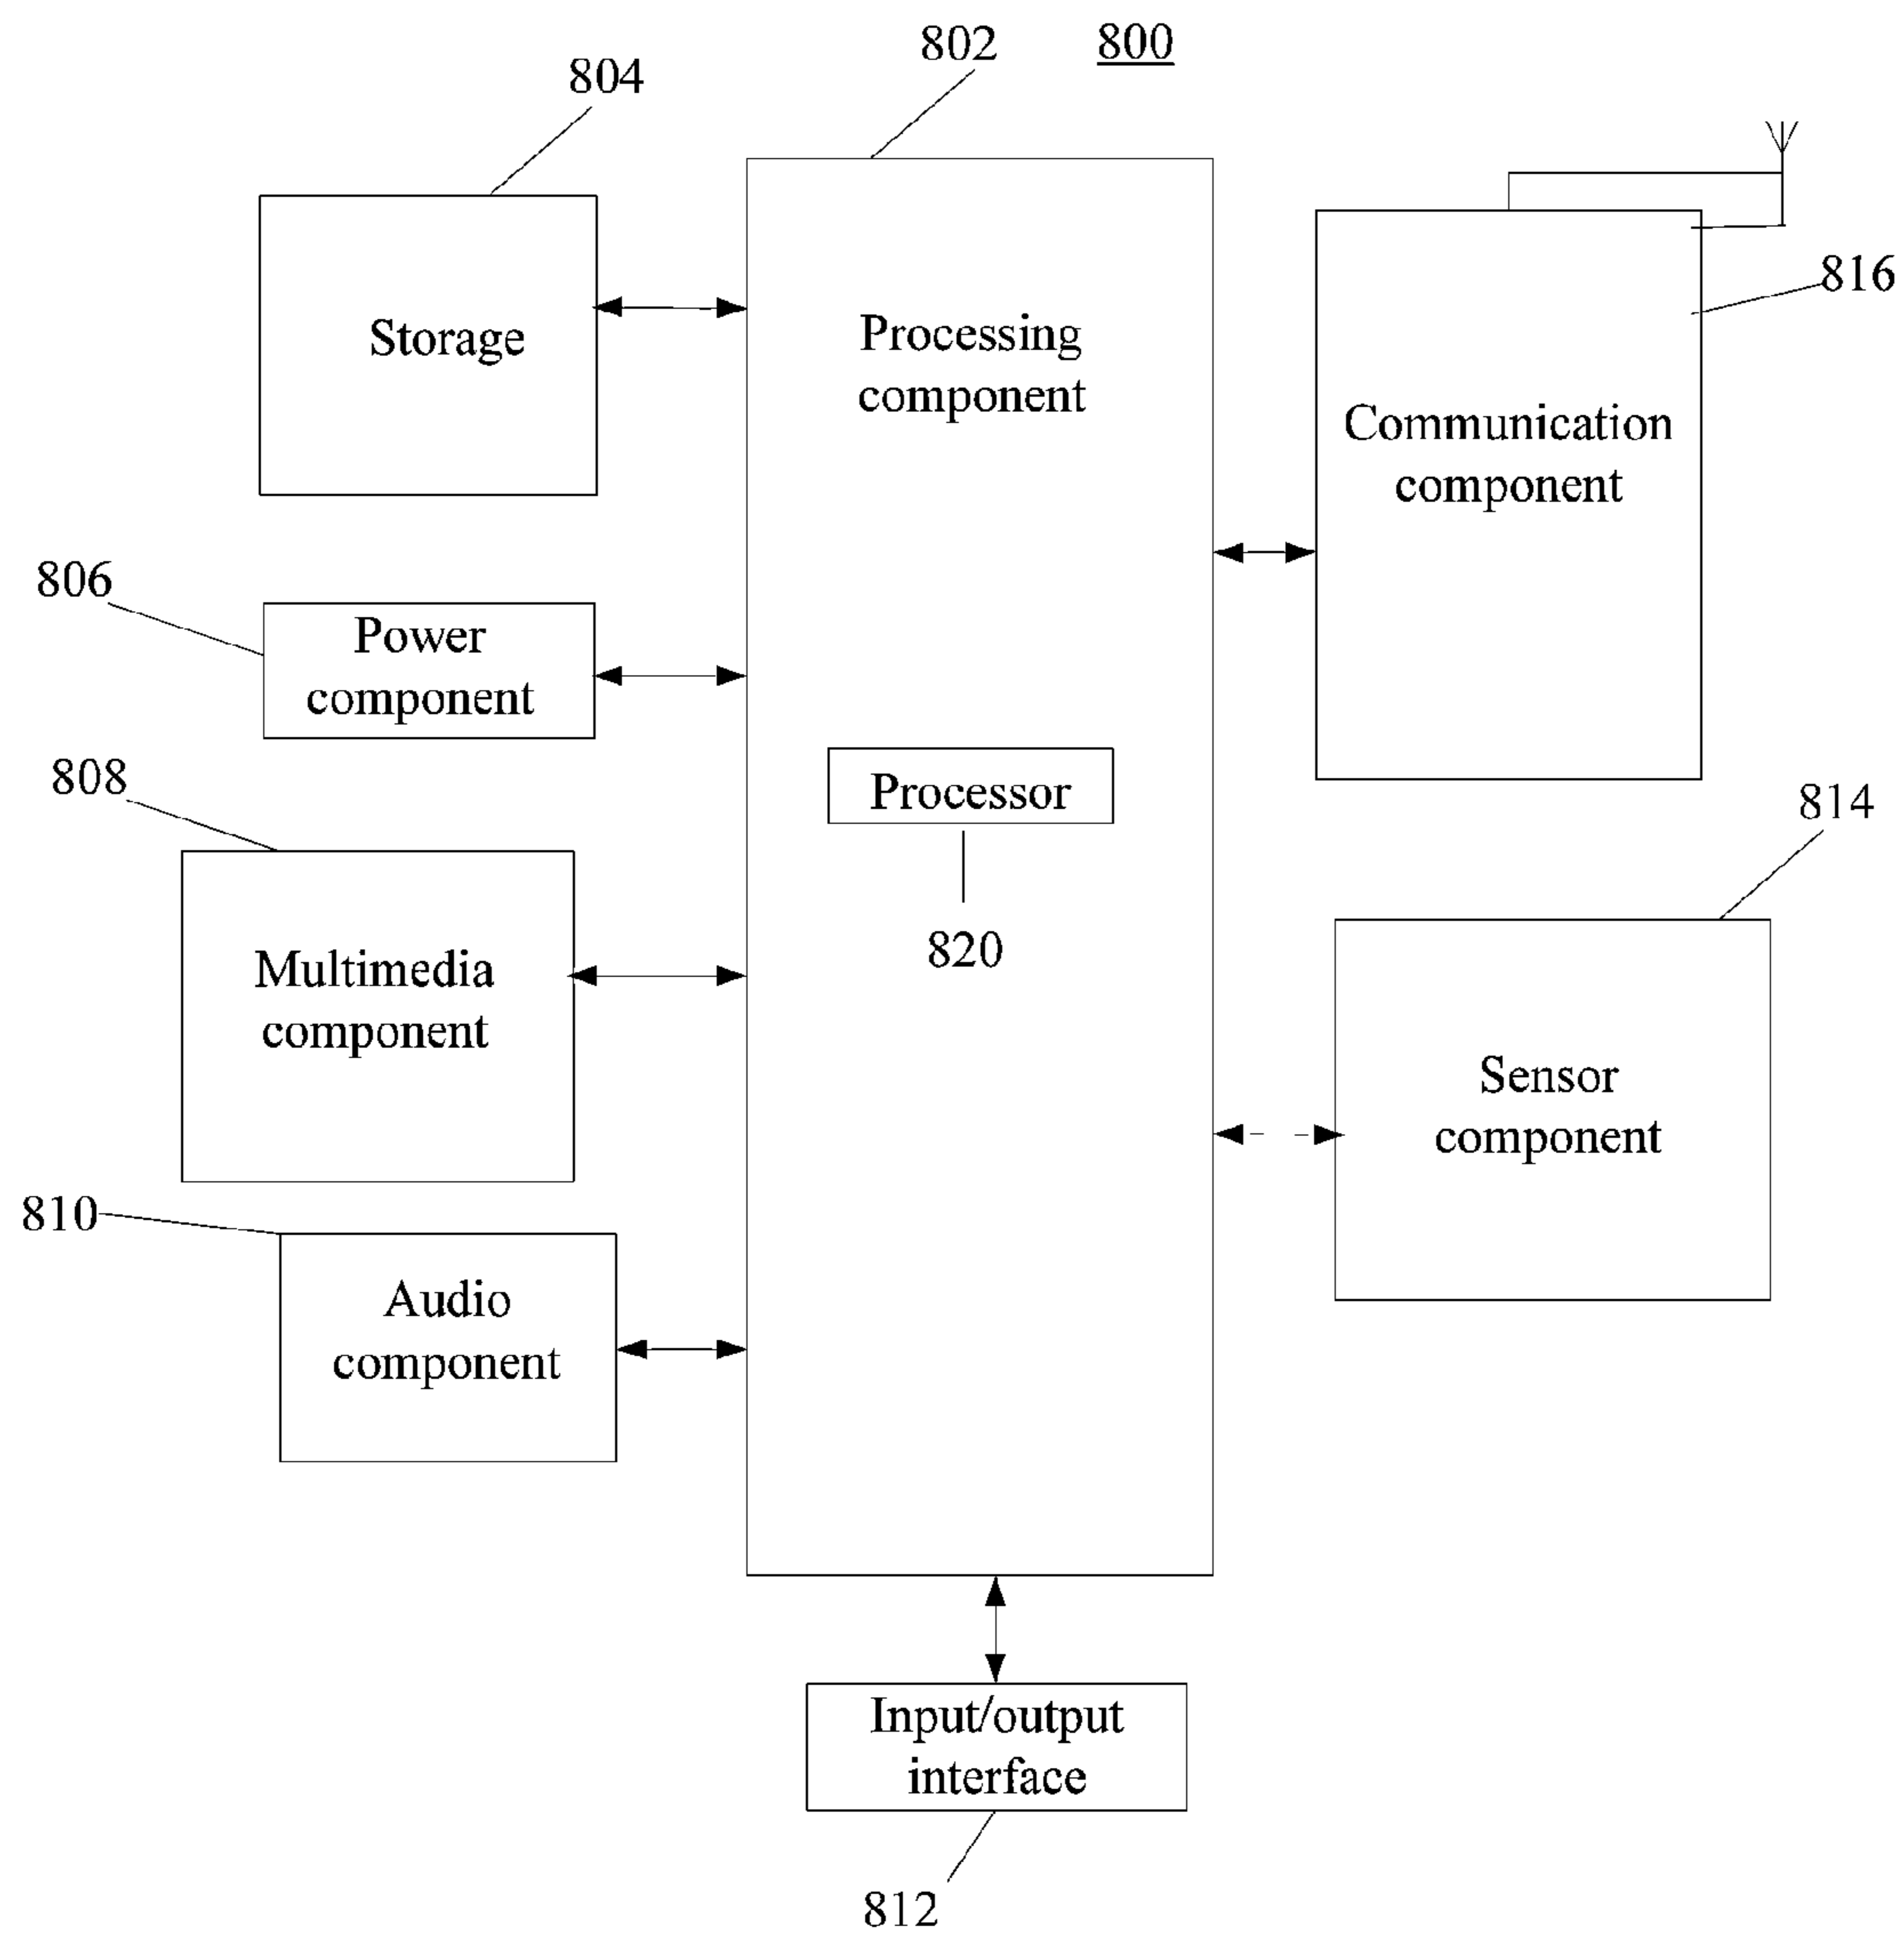 802
800
804
816
Storage
Processing
component
Communication
component
806
Power
component
808
Processor
814
820
Multimedia
component
Sensor
component
810
Audio
component
Input/output
interface
812